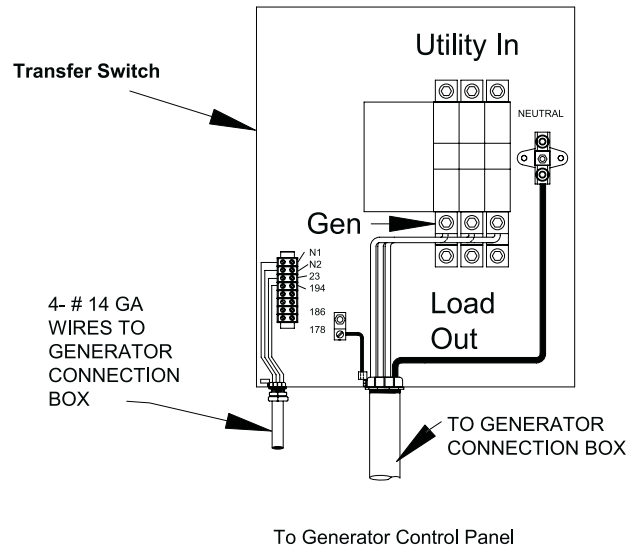 Utility In
Transfer Switch
NEUTRAL
Gen
N1
N2
23
194
186
178
4- # 14 GA
WIRES TO
GENERATOR
CONNECTION
BOX
Load
Out
TO GENERATOR
CONNECTION BOX
To Generator Control Panel